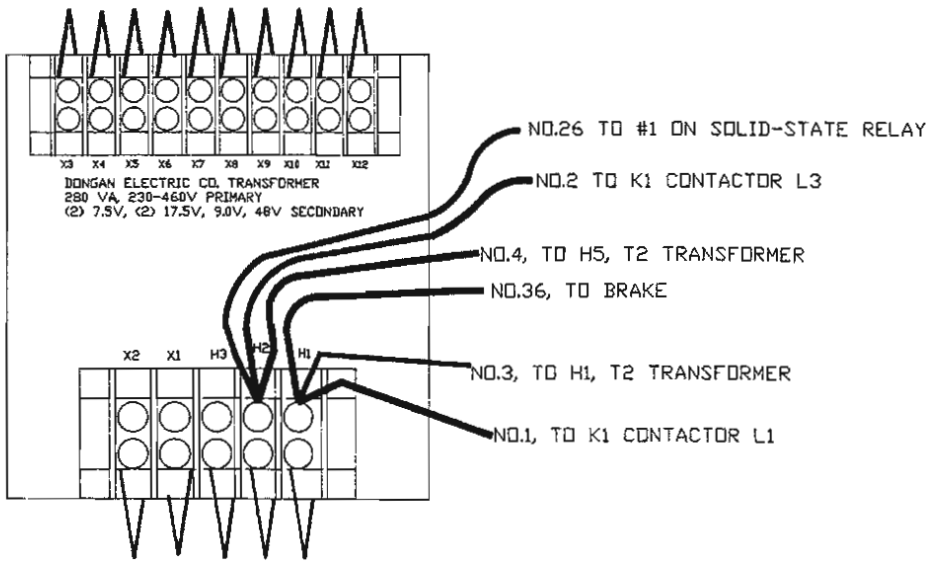 X3 X4 X5 X6 X7 X8 X9 X10 X11 X12
DONGAN ELECTRIC CO. TRANSFORMER
280 VA, 230-460V PRIMARY
(2) 7.5V, (2) 17.5V, 9.0V, 48V SECONDARY
NO.26 TO #1 ON SOLID-STATE RELAY
NO.2 TO K1 CONTACTOR L3
NO.4, TO H5, T2 TRANSFORMER
NO.36, TO BRAKE
X2 X1 H3 H2 H1
NO.3, TO H1, T2 TRANSFORMER
NO.1, TO K1 CONTACTOR L1